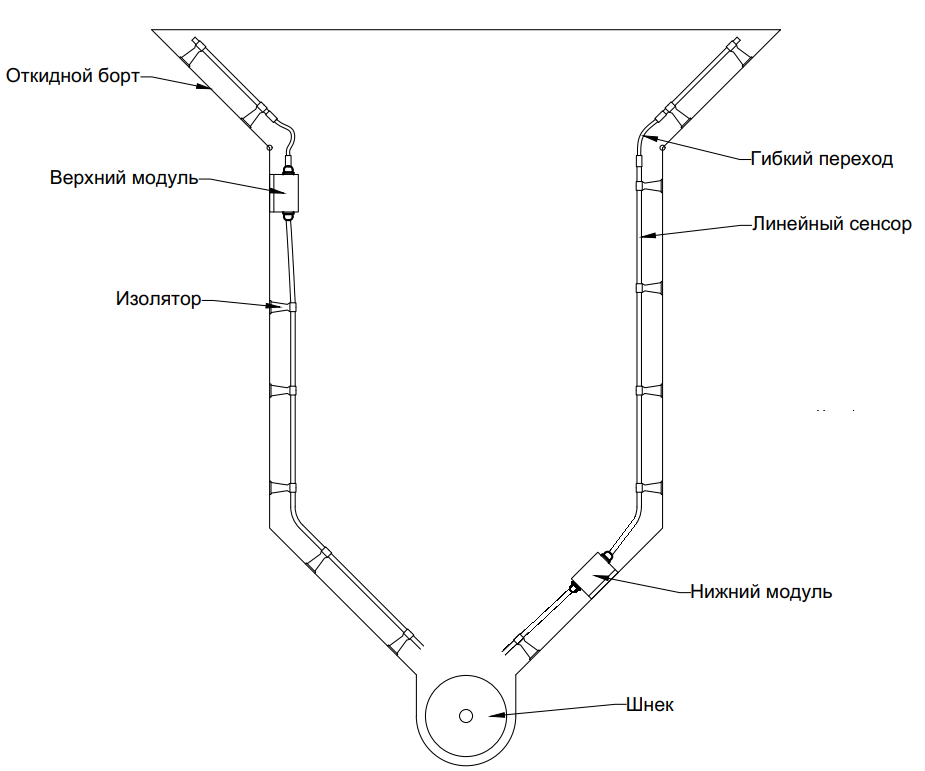 Откидной борт
Верхний модуль
Гибкий переход
Линейный сенсор
Изолятор
Нижний модуль
Шнек